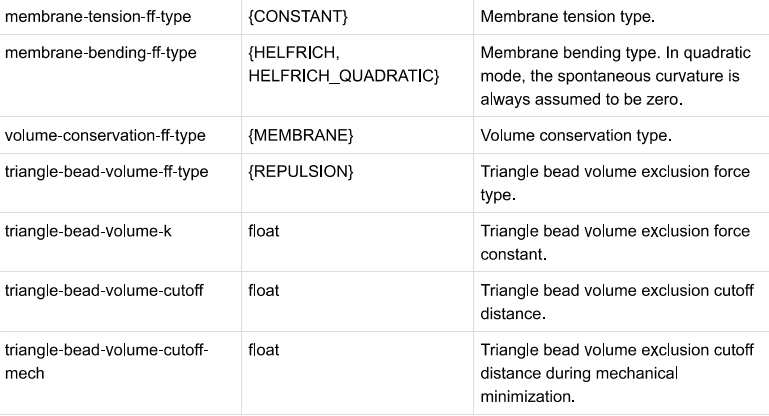 membrane-tension-ff-type {CONSTANT} Membrane tension type.
membrane-bending-ff-type {HELFRICH, Membrane bending type. In quadratic
HELFRICH_QUADRATIC} mode, the spontaneous curvature is
always assumed to be zero.
volume-conservation-ff-type {MEMBRANE} Volume conservation type.
triangle-bead-volume-ff-type {REPULSION} Triangle bead volume exclusion force
type.
triangle-bead-volume-k float Triangle bead volume exclusion force
constant.
triangle-bead-volume-cutoff float Triangle bead volume exclusion cutoff
distance.
triangle-bead-volume-cutoff- float Triangle bead volume exclusion cutoff
mech distance during mechanical
minimization.